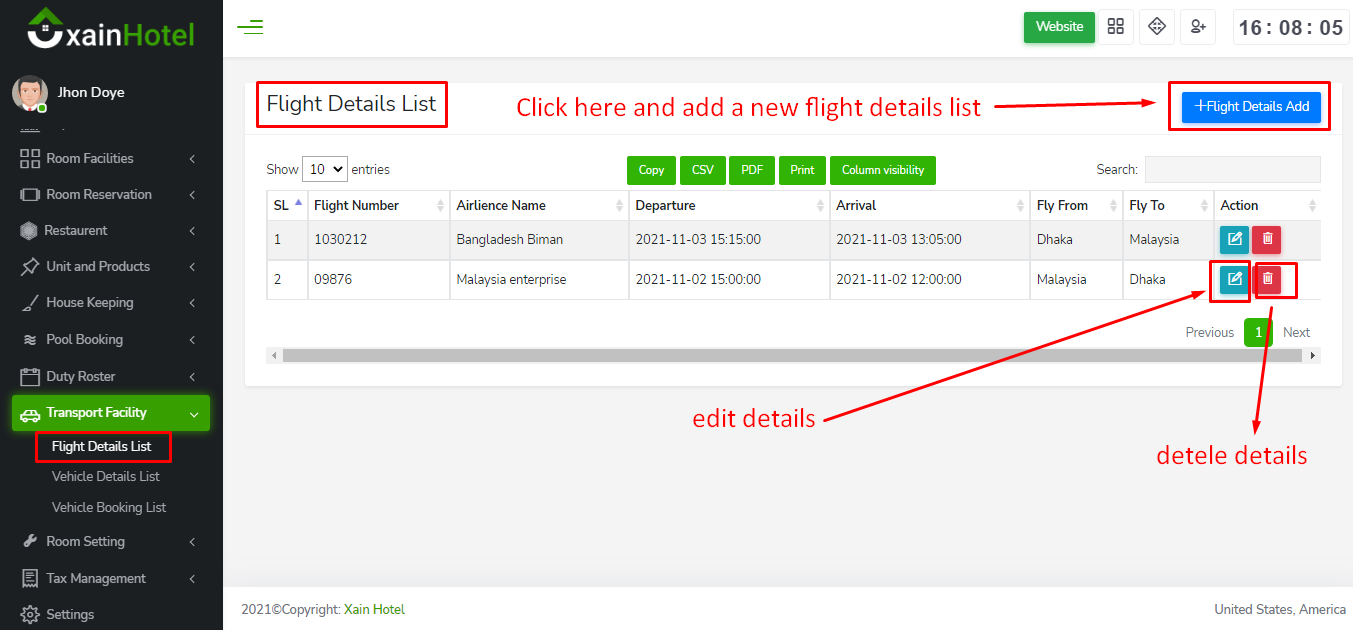 xainHotel
Website
16 : 08 : 05
Jhon Doye
Flight Details List
Click here and add a new flight details list
+Flight Details Add
Room Facilities
Room Reservation
Restaurent
Unit and Products
House Keeping
Pool Booking
Duty Roster
Transport Facility
Flight Details List
Vehicle Details List
Vehicle Booking List
Room Setting
Tax Management
Settings
Show 10 entries
Copy CSV PDF Print Column visibility
Search:
SL Flight Number Airlience Name Departure Arrival Fly From Fly To Action
1 1030212 Bangladesh Biman 2021-11-03 15:15:00 2021-11-03 13:05:00 Dhaka Malaysia
2 09876 Malaysia enterprise 2021-11-02 15:00:00 2021-11-02 12:00:00 Malaysia Dhaka
Previous 1 Next
edit details
detele details
2021©Copyright: Xain Hotel
United States, America